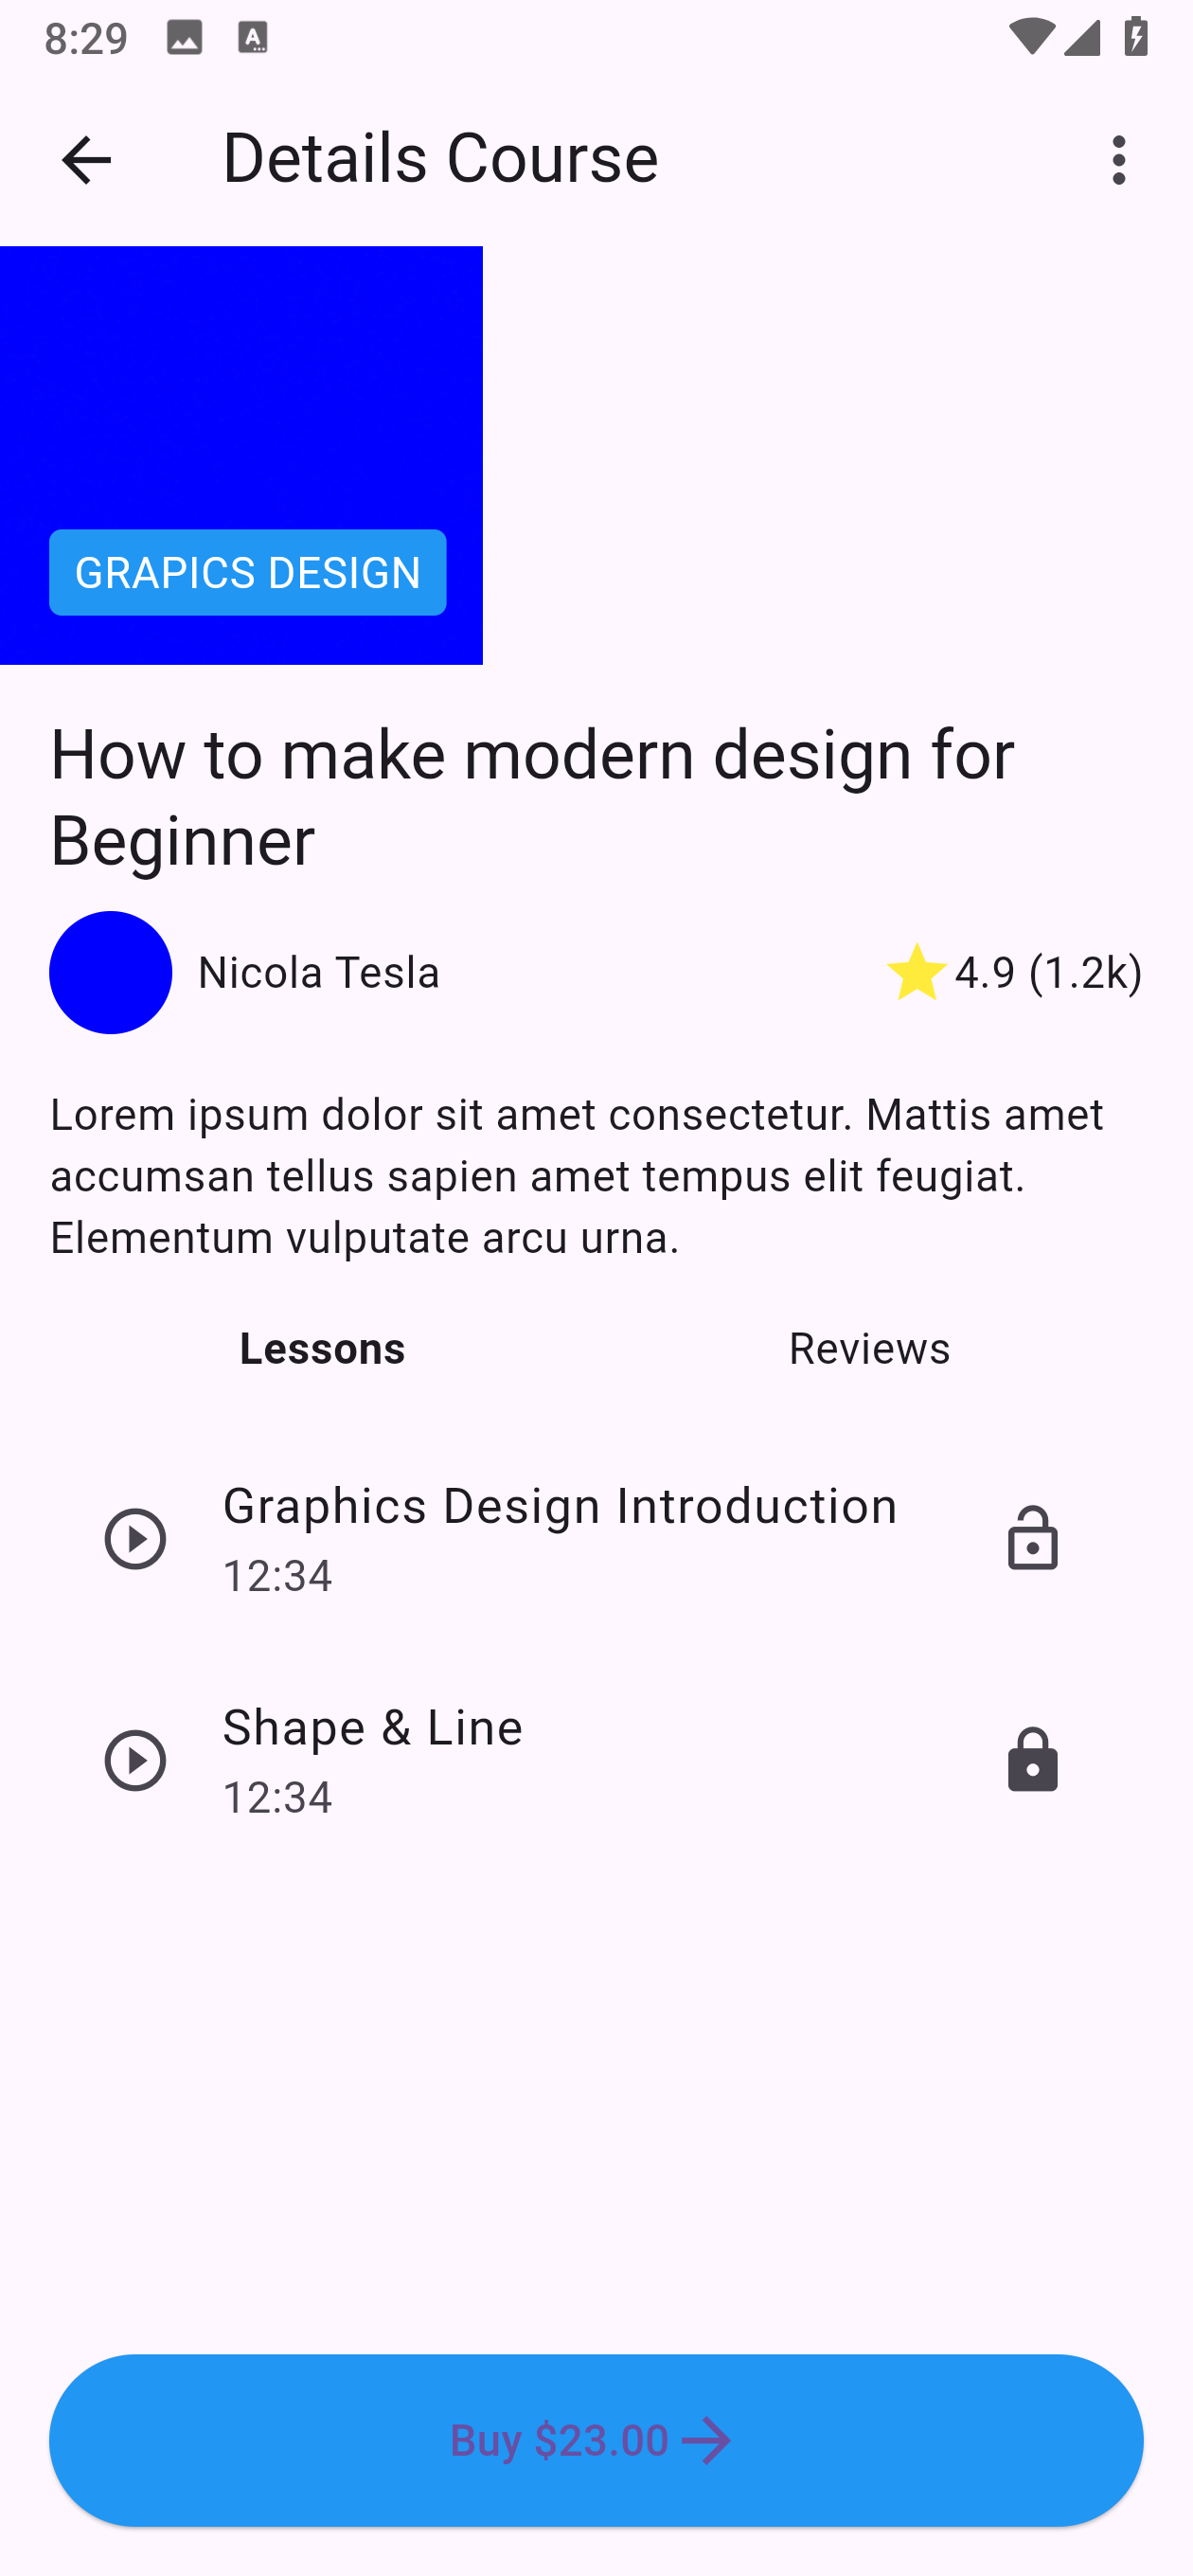 8:29
Details Course
GRAPICS DESIGN
How to make modern design for
Beginner
Nicola Tesla
4.9 (1.2k)
Lorem ipsum dolor sit amet consectetur. Mattis amet
accumsan tellus sapien amet tempus elit feugiat.
Elementum vulputate arcu urna.
Lessons
Reviews
Graphics Design Introduction
12:34
Shape & Line
12:34
Buy $23.00